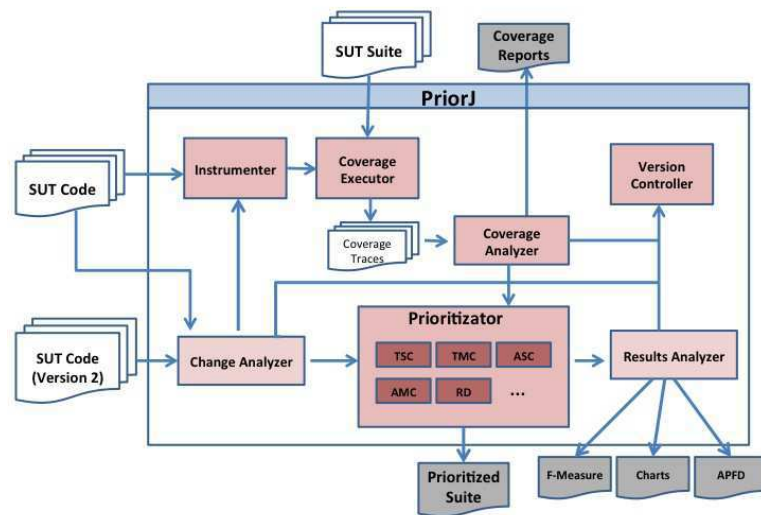 SUT Suite
Coverage
Reports
PriorJ
Instrumenter
Coverage
Executor
Version
Controller
SUT Code
Coverage
Traces
Coverage
Analyzer
Prioritizator
SUT Code
(Version 2)
Change Analyzer
TSC
TMC
ASC
Results Analyzer
AMC
RD
...
Prioritized
Suite
F-Measure
Charts
APFD